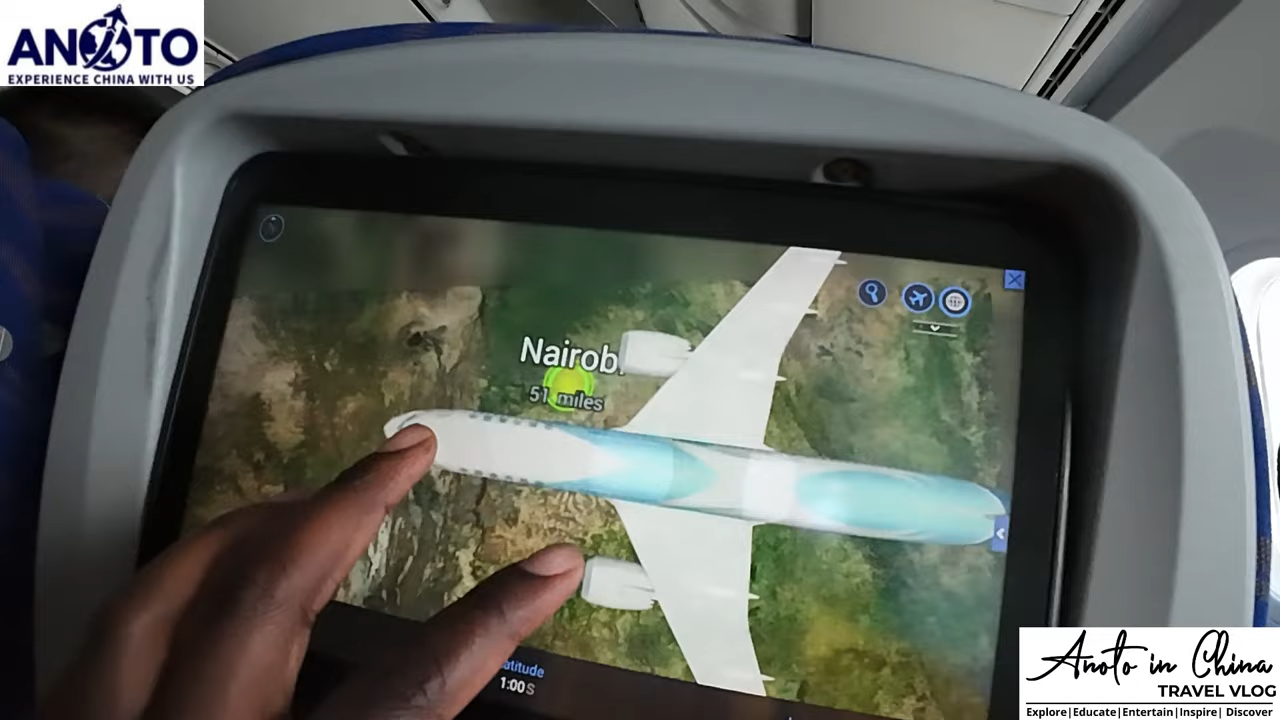 ANOTO
EXPERIENCE CHINA WITH US
Nairobi
51 miles
atitude
1:00 S
Anoto in China
TRAVEL VLOG
Explore|Educate|Entertain|Inspire| Discover